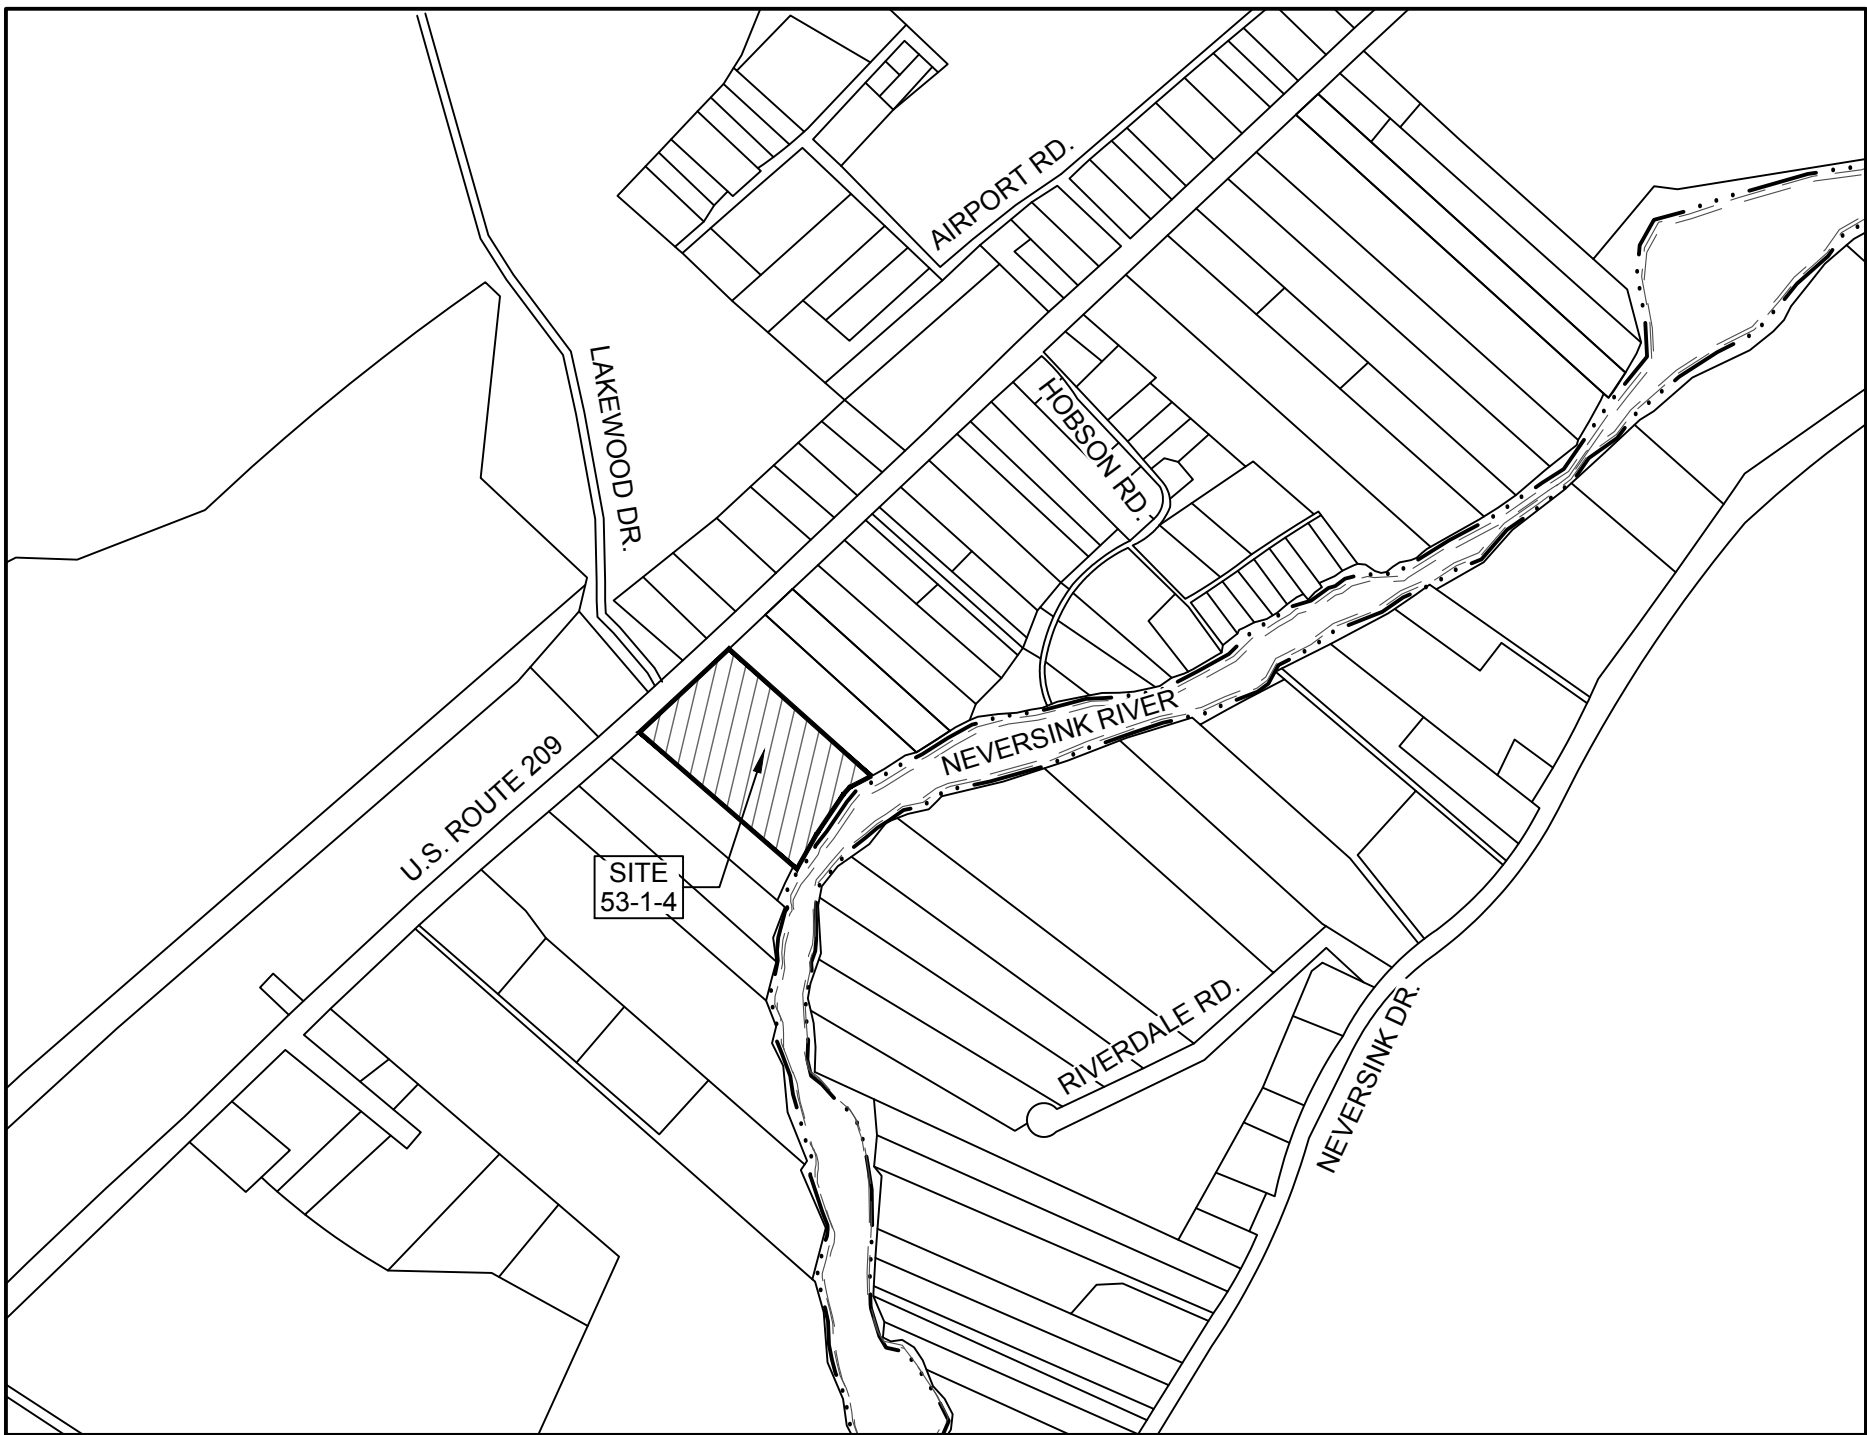 AIRPORT RD.
LAKEWOOD DR.
HOBSON RD.
NEVERSINK RIVER
U.S. ROUTE 209
SITE
53-1-4
RIVERDALE RD.
NEVERSINK DR.